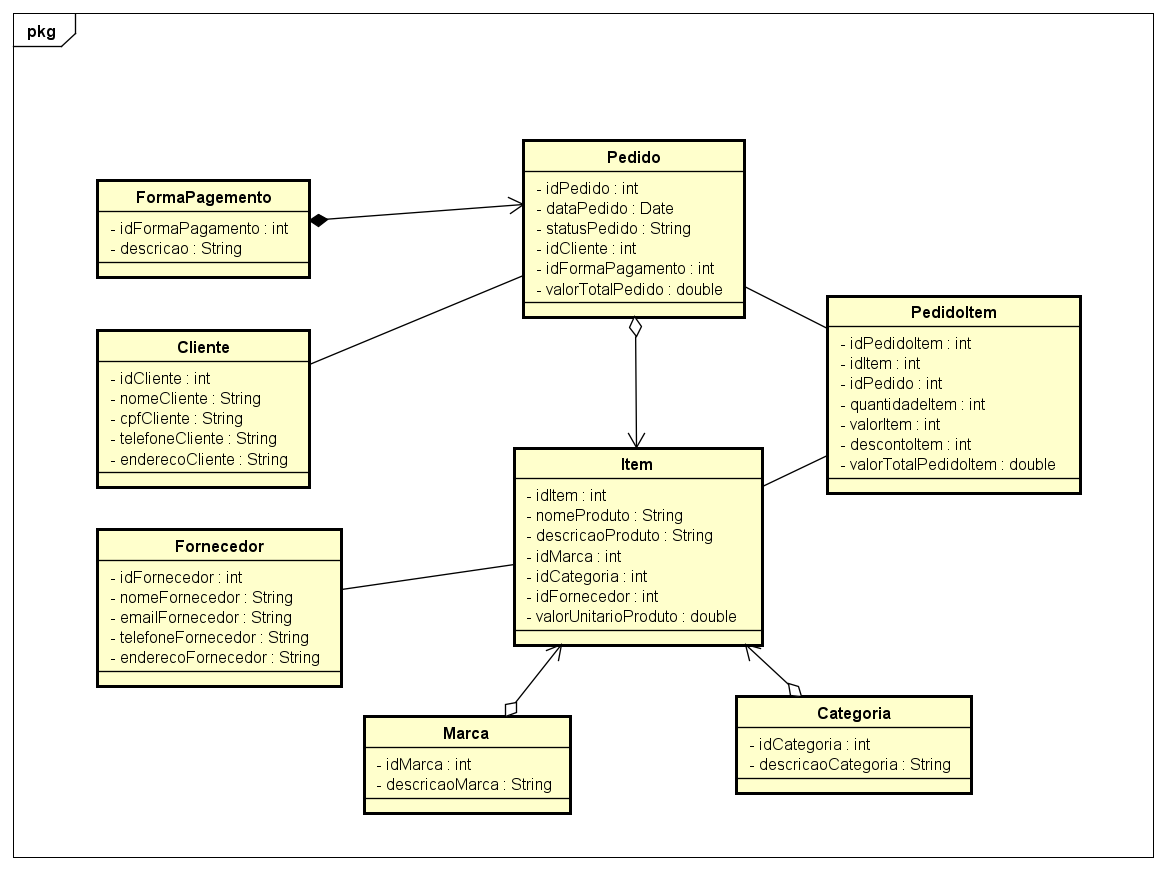 pkg
Pedido
- idPedido : int
- dataPedido : Date
- statusPedido : String
- idCliente : int
- idFormaPagamento : int
- valorTotalPedido : double
FormaPagemento
- idFormaPagamento : int
- descricao : String
PedidoItem
- idPedidoItem : int
- idItem : int
- idPedido : int
- quantidadeItem : int
- valorItem : int
- descontoItem : int
- valorTotalPedidoItem : double
Cliente
- idCliente : int
- nomeCliente : String
- cpfCliente : String
- telefoneCliente : String
- enderecoCliente : String
Item
- idItem : int
- nomeProduto : String
- descricaoProduto : String
- idMarca : int
- idCategoria : int
- idFornecedor : int
- valorUnitarioProduto : double
Fornecedor
- idFornecedor : int
- nomeFornecedor : String
- emailFornecedor : String
- telefoneFornecedor : String
- enderecoFornecedor : String
Marca
- idMarca : int
- descricaoMarca : String
Categoria
- idCategoria : int
- descricaoCategoria : String